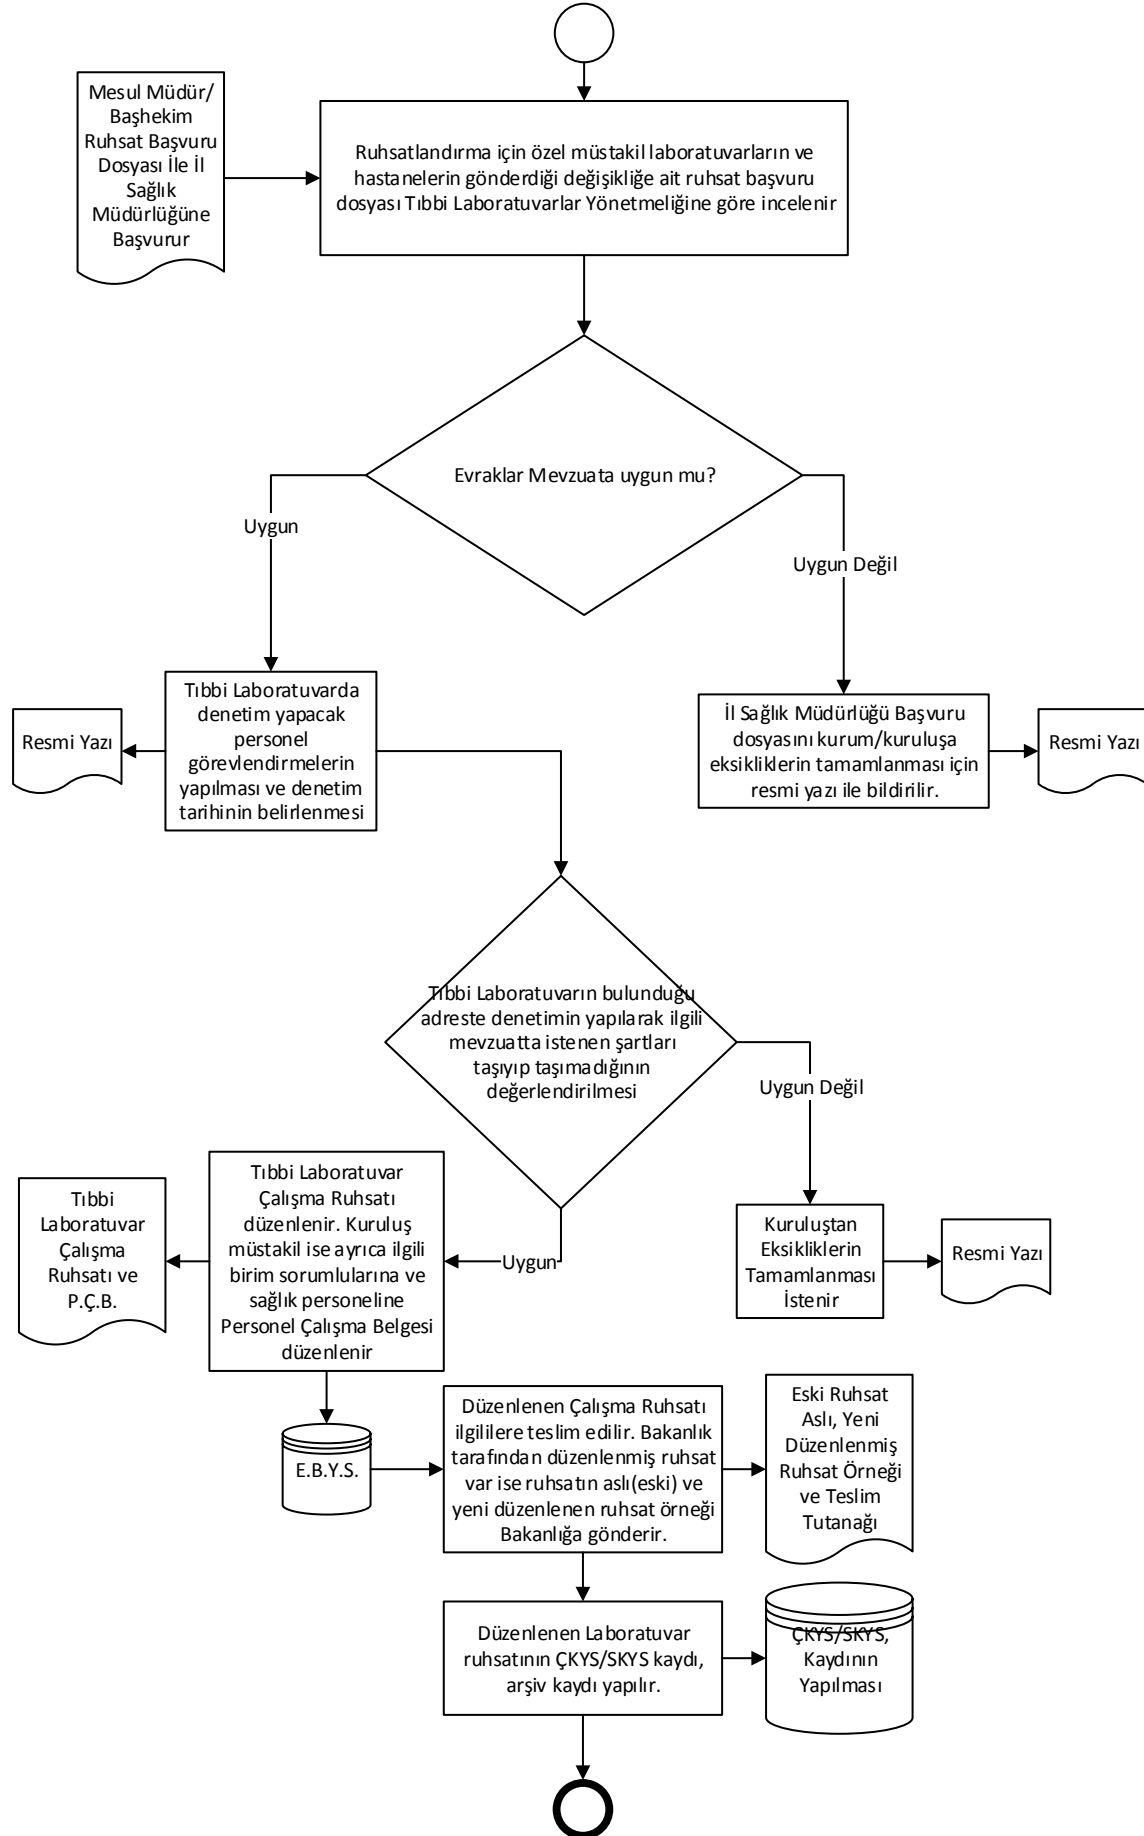 Mesul Müdür/
Başhekim
Ruhsat Başvuru
Dosyası İle İl
Sağlık
Müdürlüğüne
Başvurur
Ruhsatlandırma için özel müstakil laboratuvarların ve
hastanelerin gönderdiği değişikliğe ait ruhsat başvuru
dosyası Tıbbi Laboratuvarlar Yönetmeliğine göre incelenir
Evraklar Mevzuata uygun mu?
Uygun
Uygun Değil
Resmi Yazı
Tıbbi Laboratuvarda
denetim yapacak
personel
görevlendirmelerin
yapılması ve denetim
tarihinin belirlenmesi
İl Sağlık Müdürlüğü Başvuru
dosyasını kurum/kuruluşa
eksikliklerin tamamlanması için
resmi yazı ile bildirilir.
Resmi Yazı
Tıbbi Laboratuvarın bulunduğu
adreste denetimin yapılarak ilgili
mevzuatta istenen şartları
taşıyıp taşımadığının
değerlendirilmesi
Uygun Değil
Uygun
Tıbbi
Laboratuvar
Çalışma
Ruhsatı ve
P.Ç.B.
Tıbbi Laboratuvar
Çalışma Ruhsatı
düzenlenir. Kuruluş
müstakil ise ayrıca ilgili
birim sorumlularına ve
sağlık personeline
Personel Çalışma Belgesi
düzenlenir
Kuruluştan
Eksikliklerin
Tamamlanması
İstenir
Resmi Yazı
E.B.Y.S.
Düzenlenen Çalışma Ruhsatı
ilgililere teslim edilir. Bakanlık
tarafından düzenlenmiş ruhsat
var ise ruhsatın aslı(eski) ve
yeni düzenlenen ruhsat örneği
Bakanlığa gönderir.
Eski Ruhsat
Aslı, Yeni
Düzenlenmiş
Ruhsat Örneği
ve Teslim
Tutanağı
Düzenlenen Laboratuvar
ruhsatının ÇKYS/SKYS kaydı,
arşiv kaydı yapılır.
ÇKYS/SKYS,
Kaydının
Yapılması